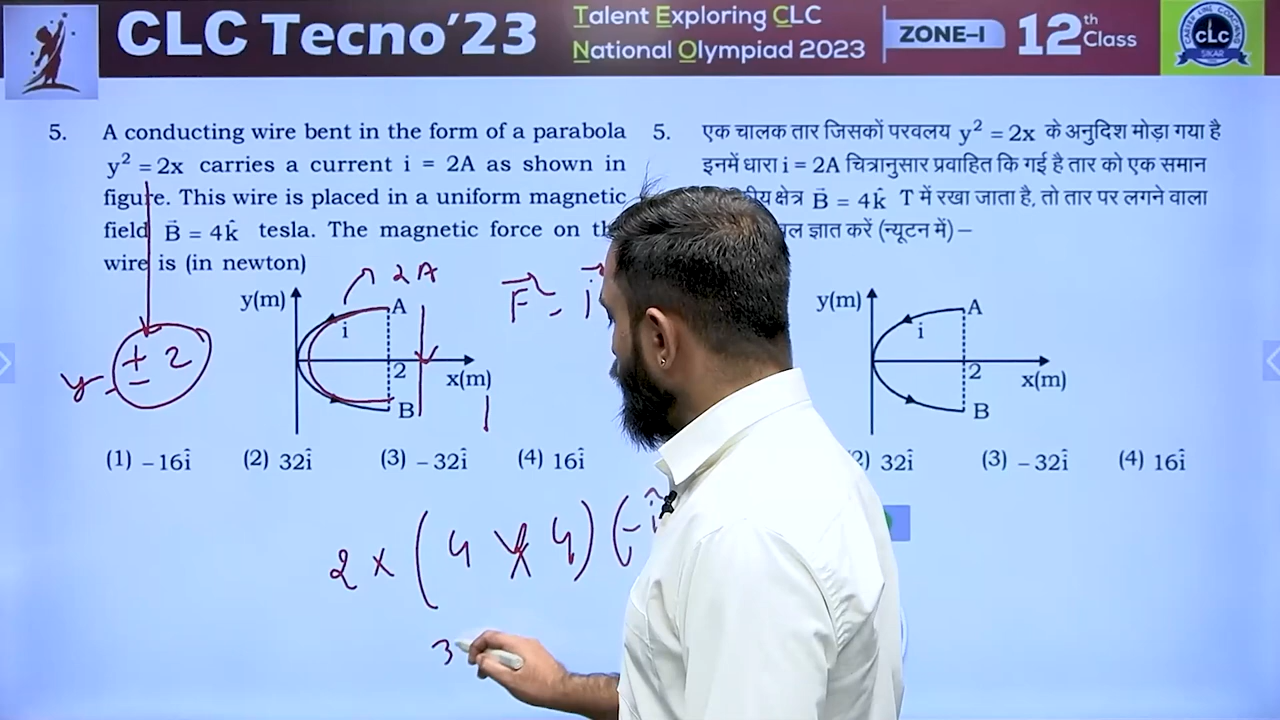 CLC Tecno'23
Talent Exploring CLC
National Olympiad 2023
ZONE–I
12th Class
CLC
SIKAR
5. A conducting wire bent in the form of a parabola
y² = 2x carries a current i = 2A as shown in
figure. This wire is placed in a uniform magnetic
field B⃗ = 4k̂ tesla. The magnetic force on
wire is (in newton)
2A
y(m)
A
i
2
x(m)
B
y = ± 2
F⃗ = i
(1) −16î (2) 32î (3) −32î (4) 16î
2 × (4 × 4) (−î
3
5. एक चालक तार जिसकों परवलय y² = 2x के अनुदिश मोड़ा गया है
इनमें धारा i = 2A चित्रानुसार प्रवाहित कि गई है तार को एक समान
क्षेत्र B⃗ = 4k̂ T में रखा जाता है, तो तार पर लगने वाला
ज्ञात करें (न्यूटन में) –
y(m)
A
i
2
x(m)
B
32î (3) −32î (4) 16î